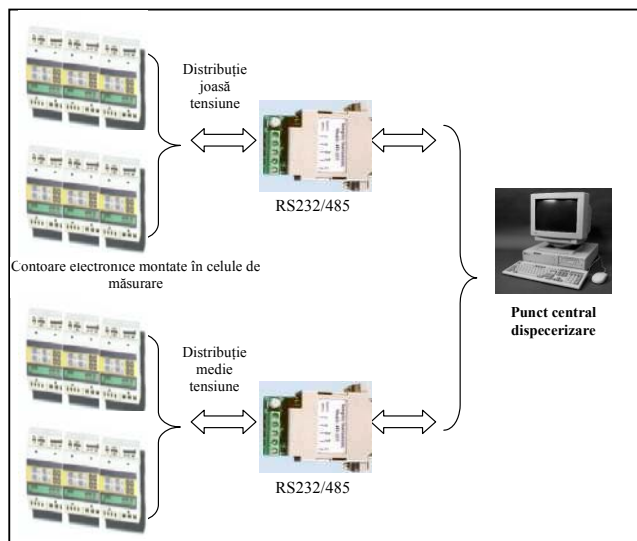 Distribuție
joasă
tensiune
RS232/485
Contoare electronice montate în celule de
măsurare
Punct central
dispecerizare
Distribuție
medie
tensiune
RS232/485